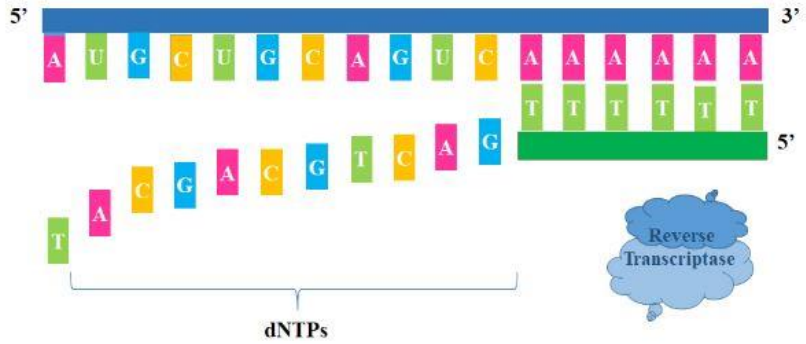 5’ 3’
A U G C U G C A G U C A A A A A A
T T T T T T
5’
T A C G A C G T C A G
Reverse
Transcriptase
dNTPs